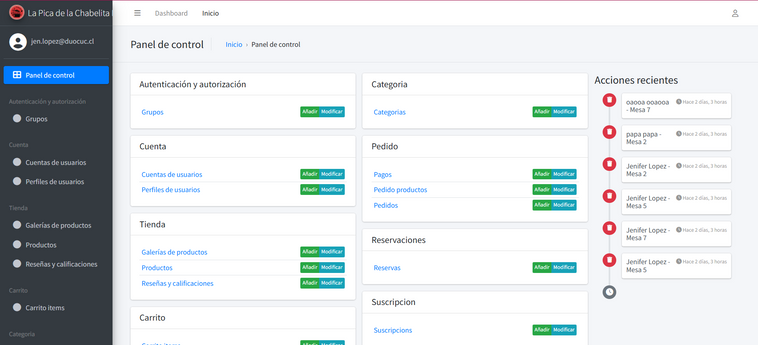 La Pica de la Chabelita
Dashboard
Inicio
jen.lopez@duocuc.cl
Panel de control
Autenticación y autorización
Grupos
Cuenta
Cuentas de usuarios
Perfiles de usuarios
Tienda
Galerías de productos
Productos
Reseñas y calificaciones
Carrito
Carrito items
Categoria
Panel de control
Inicio › Panel de control
Autenticación y autorización
Grupos Añadir Modificar
Cuenta
Cuentas de usuarios Añadir Modificar
Perfiles de usuarios Añadir Modificar
Tienda
Galerías de productos Añadir Modificar
Productos Añadir Modificar
Reseñas y calificaciones Añadir Modificar
Carrito
Carrito items
Categoria
Categorias Añadir Modificar
Pedido
Pagos Añadir Modificar
Pedido productos Añadir Modificar
Pedidos Añadir Modificar
Reservaciones
Reservas Añadir Modificar
Suscripcion
Suscripcions Añadir Modificar
Acciones recientes
oaooa ooaooa Hace 2 días, 3 horas
- Mesa 7
papa papa - Hace 2 días, 3 horas
Mesa 2
Jenifer Lopez - Hace 2 días, 3 horas
Mesa 2
Jenifer Lopez - Hace 2 días, 3 horas
Mesa 5
Jenifer Lopez - Hace 2 días, 3 horas
Mesa 7
Jenifer Lopez - Hace 2 días, 3 horas
Mesa 5